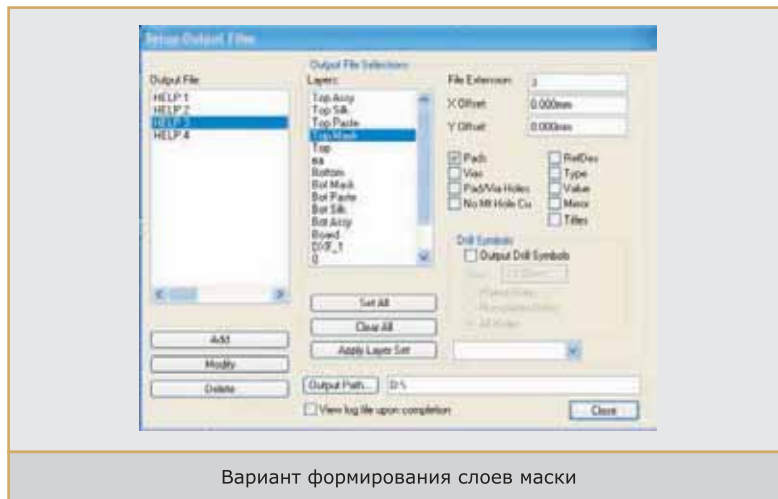 Setup Output Files
Output File Selections
Output File
Layers:
File Extension:
3
HELP.1
HELP.2
HELP.3
HELP.4
Top Assy
Top Silk
Top Paste
Top Mask
Top
Bottom
Bot Mask
Bot Paste
Bot Silk
Bot Assy
Board
DXF_1
0
X Offset:
0.000mm
Y Offset:
0.000mm
Pads
Vias
Pad/Via Holes
No Mt Hole Cu
RefDes
Type
Value
Mirror
Titles
Drill Symbols
Output Drill Symbols
All Holes
Set All
Clear All
Apply Layer Set
Add
Modify
Delete
Output Path...
D:\
View log file upon completion
Close
Вариант формирования слоев маски